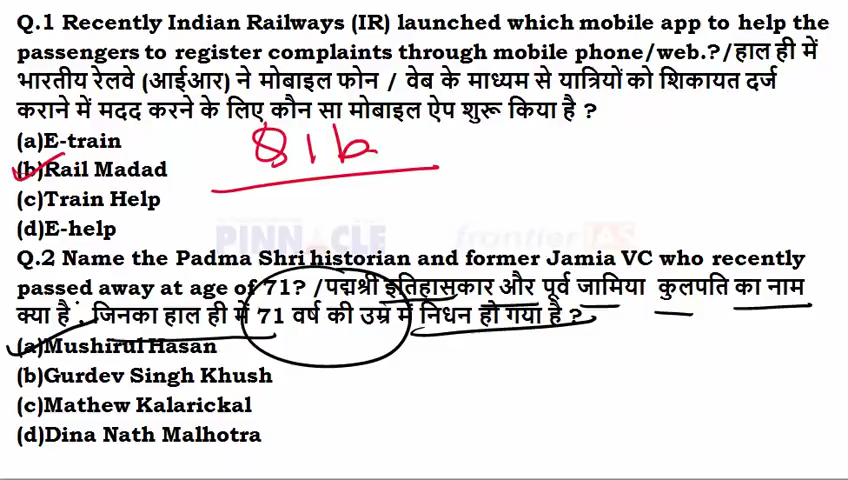 Q.1 Recently Indian Railways (IR) launched which mobile app to help the
passengers to register complaints through mobile phone/web.?/हाल ही में
भारतीय रेलवे (आईआर) ने मोबाइल फोन / वेब के माध्यम से यात्रियों को शिकायत दर्ज
कराने में मदद करने के लिए कौन सा मोबाइल ऐप शुरू किया है ?
(a)E-train
(b)Rail Madad
(c)Train Help
(d)E-help
PINNACLE frontier IAS
Q.2 Name the Padma Shri historian and former Jamia VC who recently
passed away at age of 71? /पद्मश्री इतिहासकार और पूर्व जामिया कुलपति का नाम
क्या है . जिनका हाल ही में 71 वर्ष की उम्र में निधन हो गया है ?
(a)Mushirul Hasan
(b)Gurdev Singh Khush
(c)Mathew Kalarickal
(d)Dina Nath Malhotra